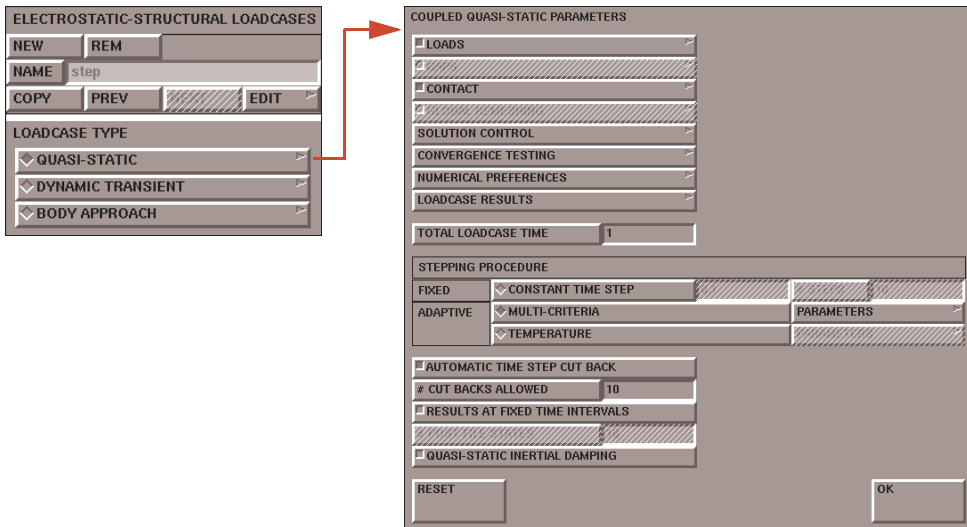 ELECTROSTATIC-STRUCTURAL LOADCASES
NEW REM
NAME step
COPY PREV EDIT
LOADCASE TYPE
QUASI-STATIC
DYNAMIC TRANSIENT
BODY APPROACH
COUPLED QUASI-STATIC PARAMETERS
LOADS
CONTACT
SOLUTION CONTROL
CONVERGENCE TESTING
NUMERICAL PREFERENCES
LOADCASE RESULTS
TOTAL LOADCASE TIME 1
STEPPING PROCEDURE
FIXED CONSTANT TIME STEP
ADAPTIVE MULTI-CRITERIA PARAMETERS
TEMPERATURE
AUTOMATIC TIME STEP CUT BACK
# CUT BACKS ALLOWED 10
RESULTS AT FIXED TIME INTERVALS
QUASI-STATIC INERTIAL DAMPING
RESET OK